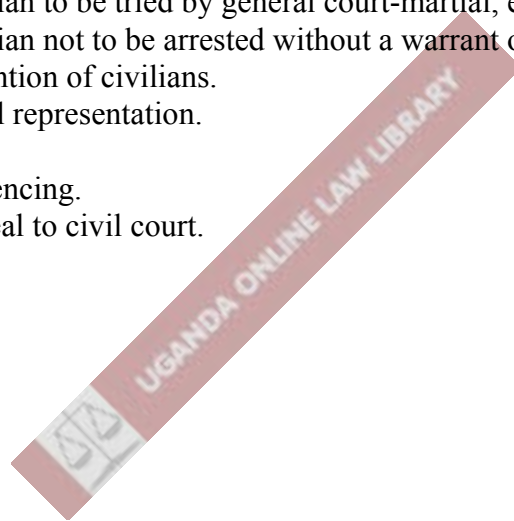 ian to be tried by general court-martial, e
ian not to be arrested without a warrant o
ntion of civilians.
l representation.
encing.
al to civil court.
UGANDA ONLINE LAW LIBRARY